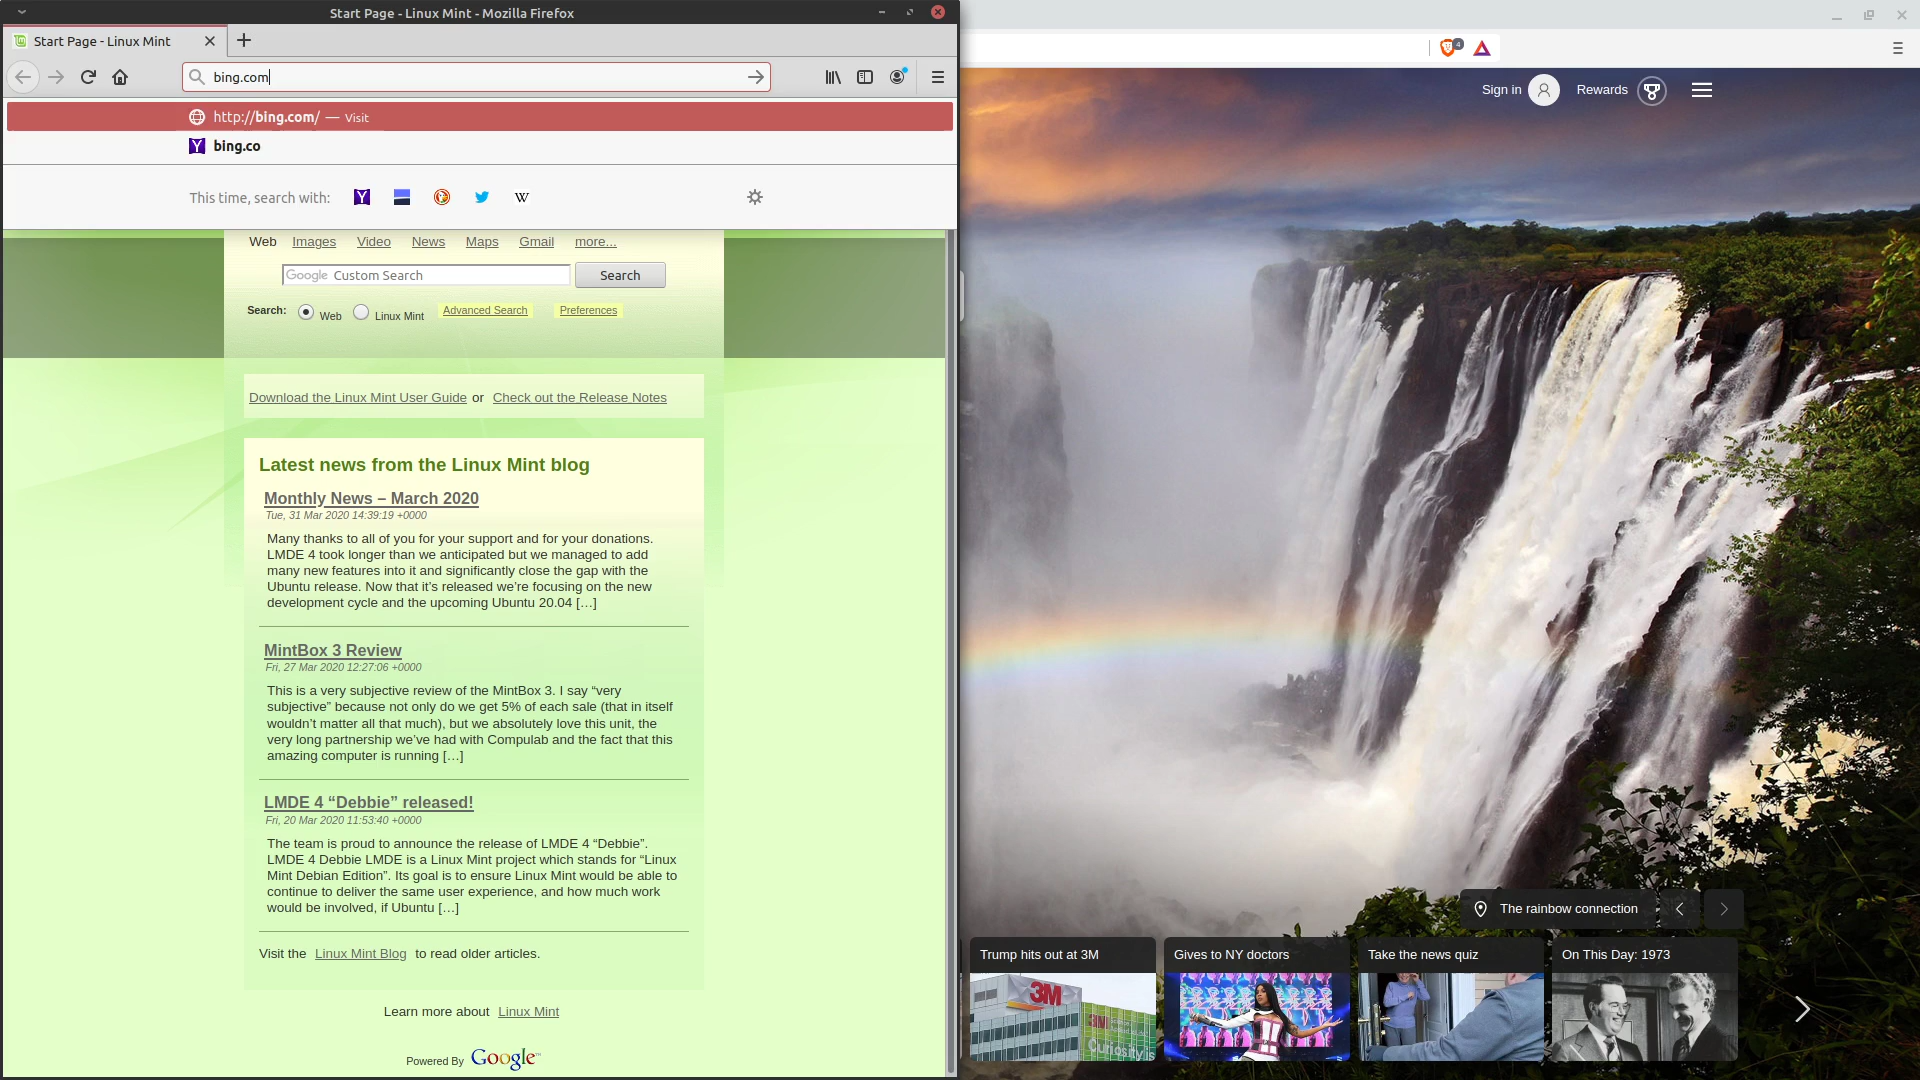 Start Page - Linux Mint - Mozilla Firefox
Start Page - Linux Mint
bing.com
http://bing.com/ — Visit
bing.co
This time, search with:
Web Images Video News Maps Gmail more...
Google Custom Search Search
Search: Web Linux Mint Advanced Search Preferences
Download the Linux Mint User Guide or Check out the Release Notes
Latest news from the Linux Mint blog
Monthly News – March 2020
Tue, 31 Mar 2020 14:39:19 +0000
Many thanks to all of you for your support and for your donations.
LMDE 4 took longer than we anticipated but we managed to add
many new features into it and significantly close the gap with the
Ubuntu release. Now that it’s released we’re focusing on the new
development cycle and the upcoming Ubuntu 20.04 […]
MintBox 3 Review
Fri, 27 Mar 2020 12:27:06 +0000
This is a very subjective review of the MintBox 3. I say “very
subjective” because not only do we get 5% of each sale (that in itself
wouldn’t matter all that much), but we absolutely love this unit, the
very long partnership we’ve had with Compulab and the fact that this
amazing computer is running […]
LMDE 4 “Debbie” released!
Fri, 20 Mar 2020 11:53:40 +0000
The team is proud to announce the release of LMDE 4 “Debbie”.
LMDE 4 Debbie LMDE is a Linux Mint project which stands for “Linux
Mint Debian Edition”. Its goal is to ensure Linux Mint would be able to
continue to deliver the same user experience, and how much work
would be involved, if Ubuntu […]
Visit the Linux Mint Blog to read older articles.
Learn more about Linux Mint
Powered By Google™
4
Sign in Rewards
The rainbow connection
Trump hits out at 3M
Gives to NY doctors
Take the news quiz
On This Day: 1973
3M
3M
Curiosity is